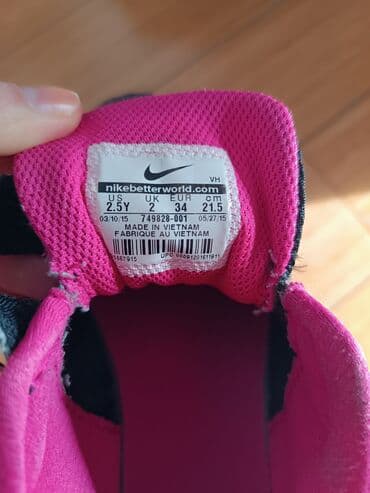 VH
nikebetterworld.com
US UK EUR cm
2.5Y 2 34 21.5
03/10/15 749828-001 05/27/15
MADE IN VIETNAM
FABRIQUE AU VIETNAM